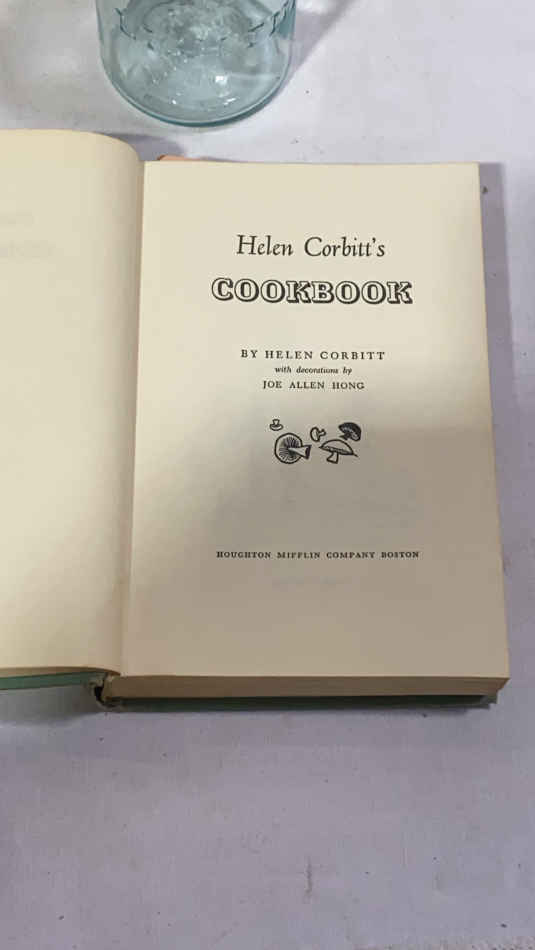 Helen Corbitt's
COOKBOOK
BY HELEN CORBITT
with decorations by
JOE ALLEN HONG
HOUGHTON MIFFLIN COMPANY BOSTON